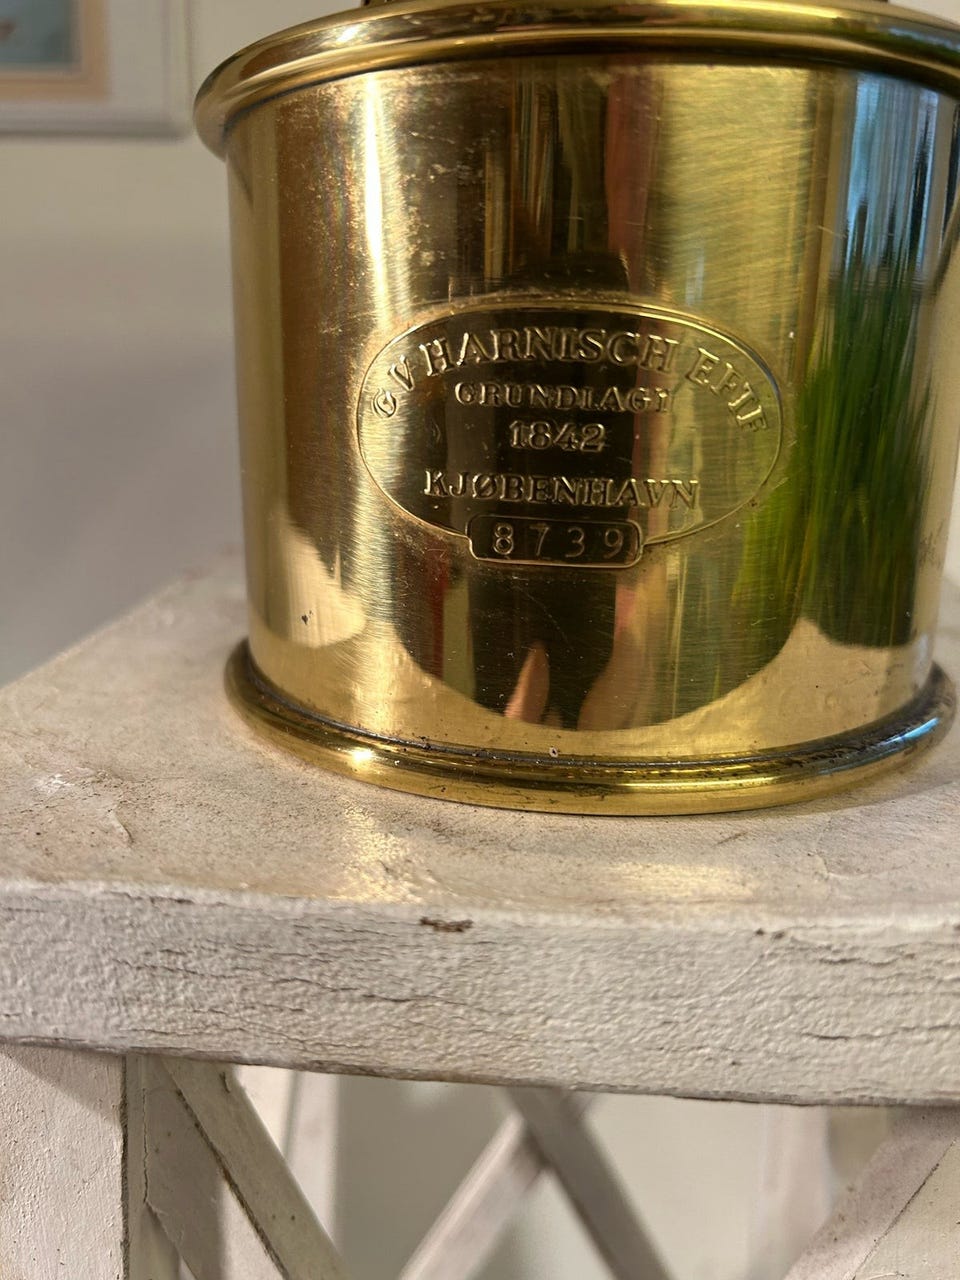 G V HARNISCH EFTF
GRUNDLAGT
1842
KJØBENHAVN
8739